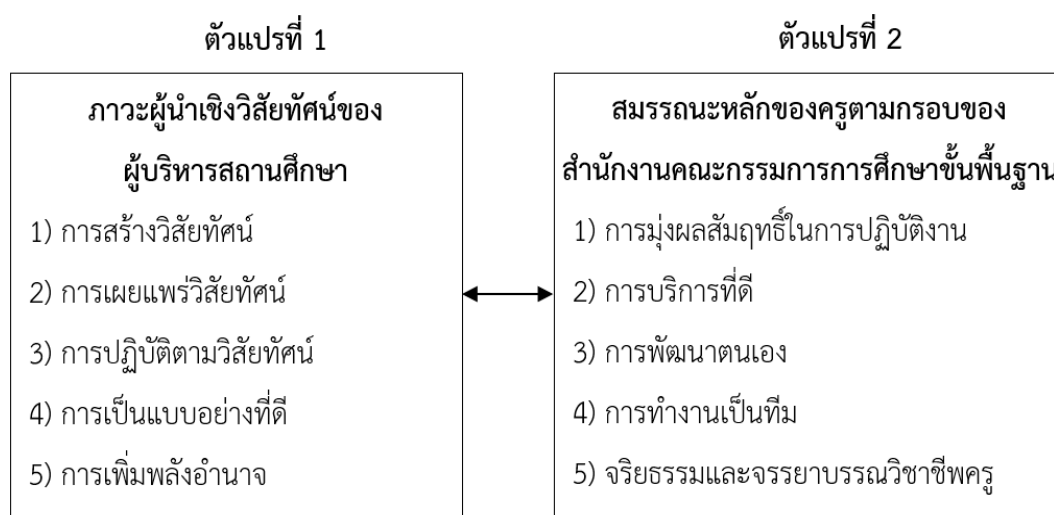 ตัวแปรที่ 1
ภาวะผู้นำเชิงวิสัยทัศน์ของ
ผู้บริหารสถานศึกษา
1) การสร้างวิสัยทัศน์
2) การเผยแพร่วิสัยทัศน์
3) การปฏิบัติตามวิสัยทัศน์
4) การเป็นแบบอย่างที่ดี
5) การเพิ่มพลังอำนาจ
ตัวแปรที่ 2
สมรรถนะหลักของครูตามกรอบของ
สำนักงานคณะกรรมการการศึกษาขั้นพื้นฐาน
1) การมุ่งผลสัมฤทธิ์ในการปฏิบัติงาน
2) การบริการที่ดี
3) การพัฒนาตนเอง
4) การทำงานเป็นทีม
5) จริยธรรมและจรรยาบรรณวิชาชีพครู